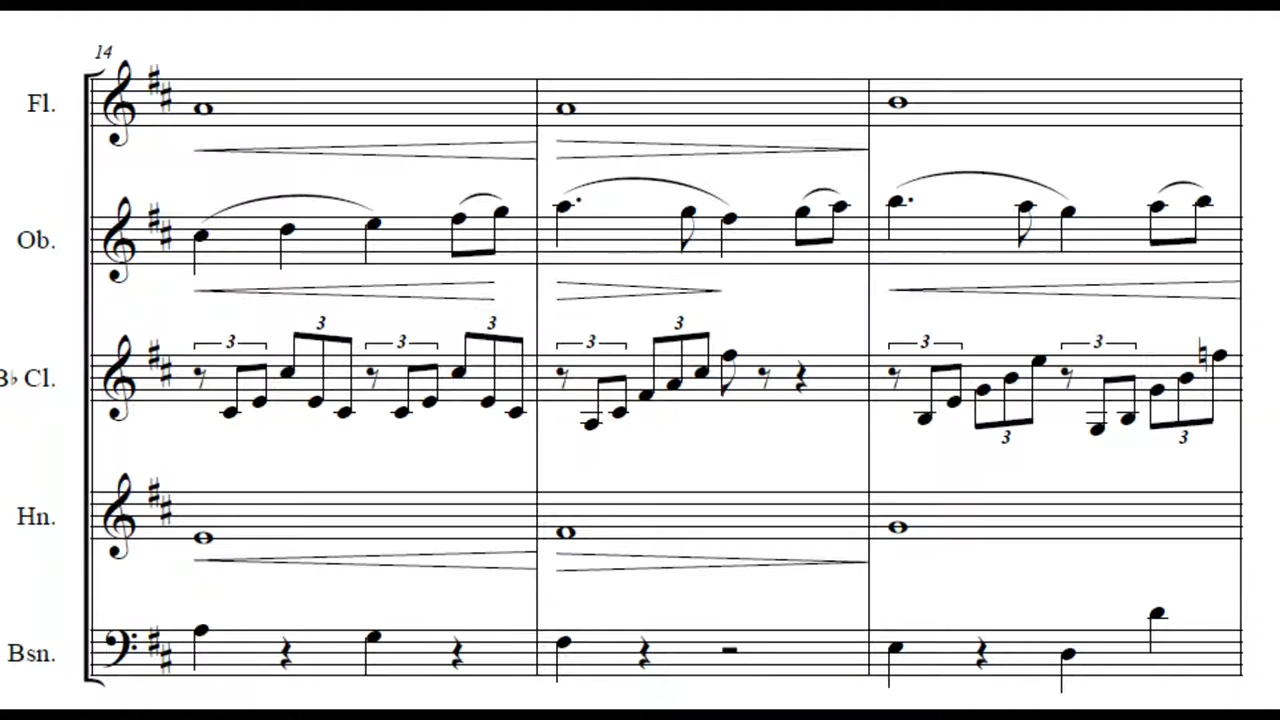 14
Fl.
Ob.
3 3 3 3 3 3
B♭ Cl.
3 3
3 3
Hn.
Bsn.